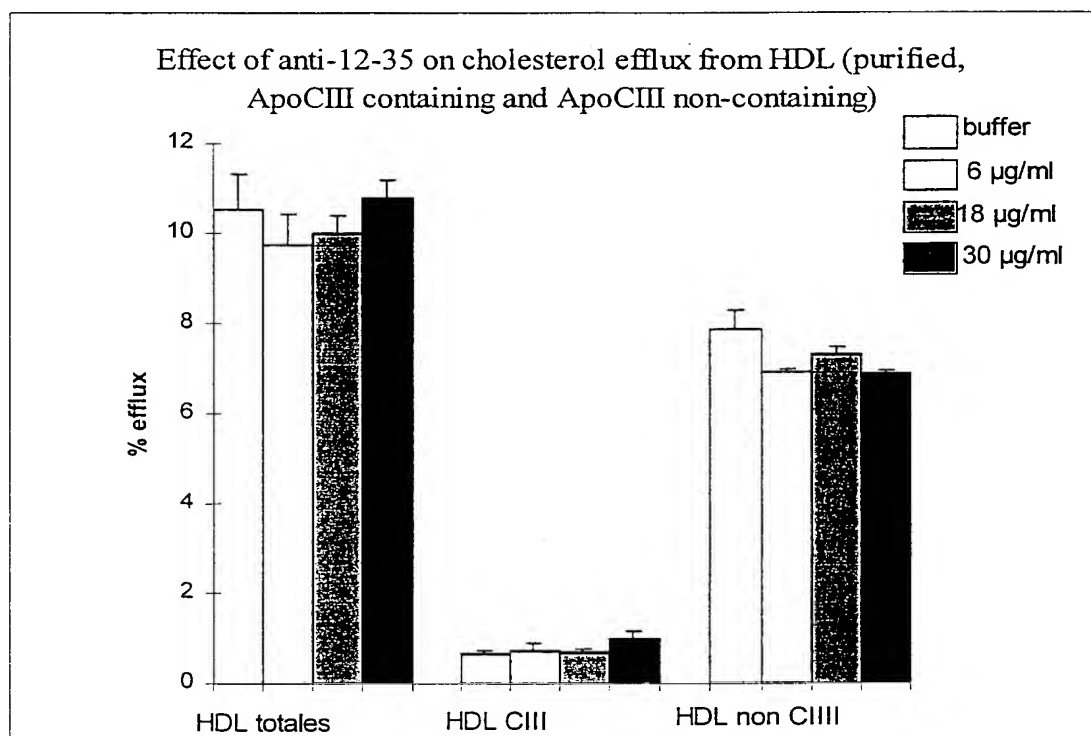 Effect of anti-12-35 on cholesterol efflux from HDL (purified,
ApoCIII containing and ApoCIII non-containing)
buffer
6 µg/ml
18 µg/ml
30 µg/ml
12
10
8
6
4
2
0
% efflux
HDL totales
HDL CIII
HDL non CIIII